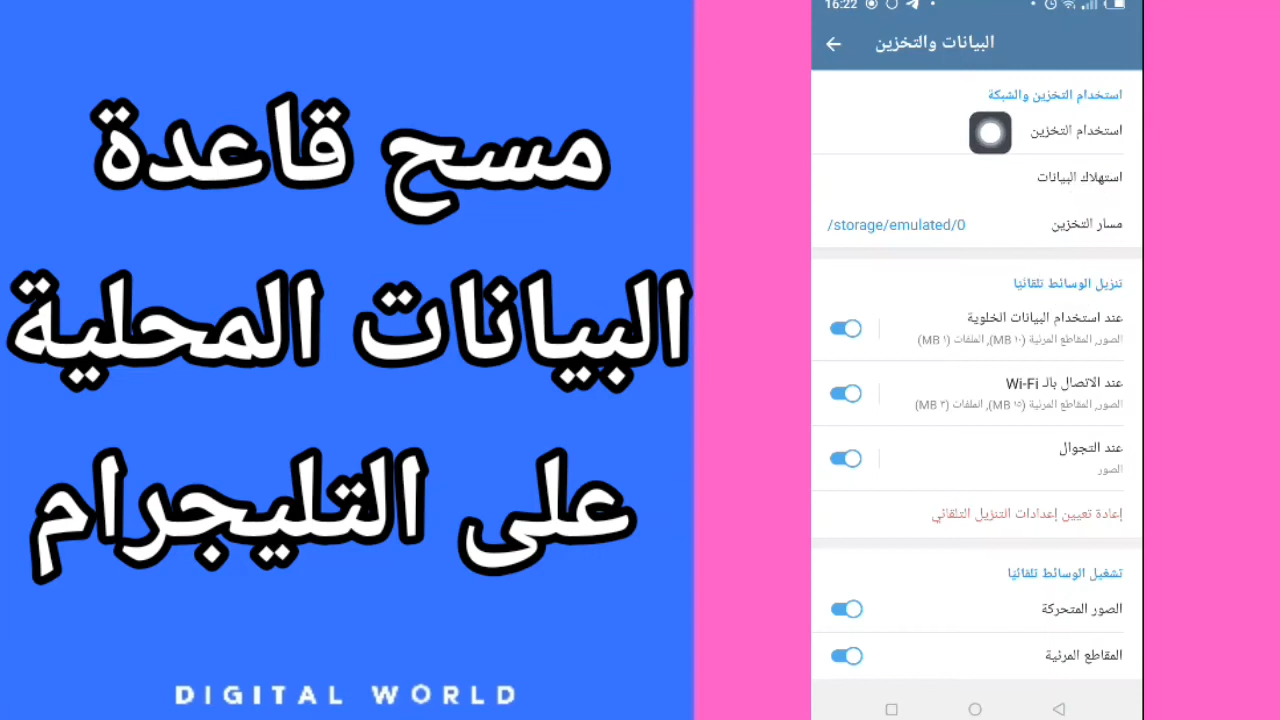 مسح قاعدة
البيانات المحلية
على التليجرام
DIGITAL WORLD
16:22
البيانات والتخزين
استخدام التخزين والشبكة
استخدام التخزين
استهلاك البيانات
مسار التخزين /storage/emulated/0
تنزيل الوسائط تلقائيًا
عند استخدام البيانات الخلوية
الصور, المقاطع المرئية (١٠ MB), الملفات (١ MB)
عند الاتصال بالـ Wi-Fi
الصور, المقاطع المرئية (١٥ MB), الملفات (٣ MB)
عند التجوال
الصور
إعادة تعيين إعدادات التنزيل التلقائي
تشغيل الوسائط تلقائيًا
الصور المتحركة
المقاطع المرئية